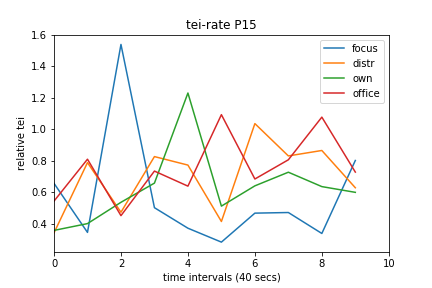 tei-rate P15
relative tei
1.6
1.4
1.2
1.0
0.8
0.6
0.4
0 2 4 6 8 10
time intervals (40 secs)
focus
distr
own
office